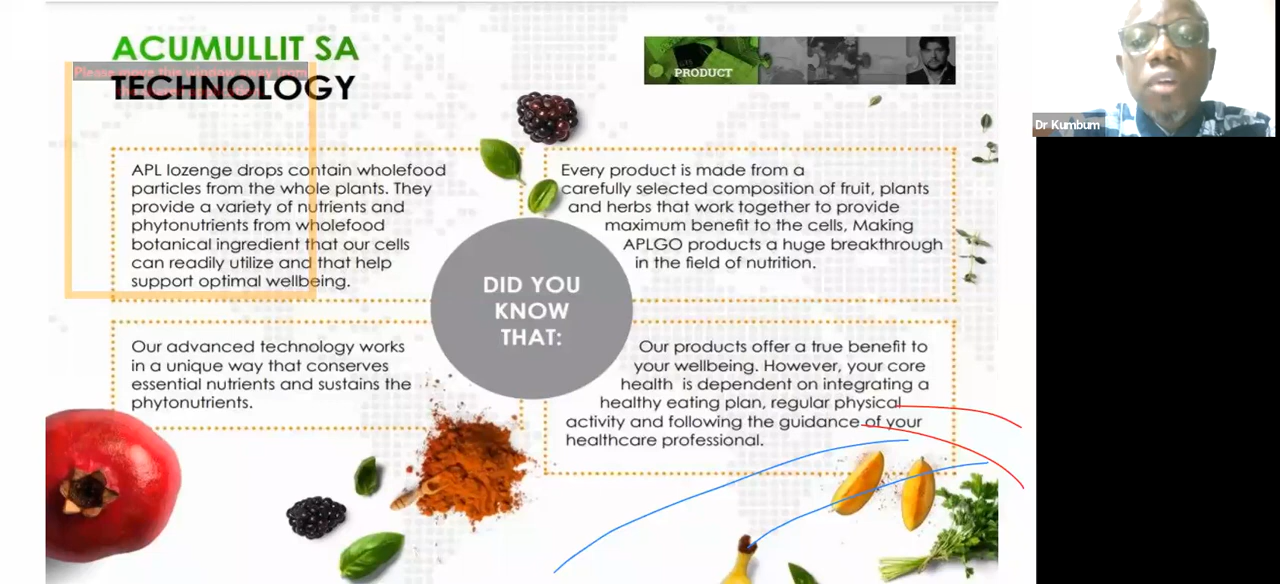 ACUMULLIT SA
Please move this window away from
TECHNOLOGY
PRODUCT
Dr Kumbum
APL lozenge drops contain wholefood
particles from the whole plants. They
provide a variety of nutrients and
phytonutrients from wholefood
botanical ingredient that our cells
can readily utilize and that help
support optimal wellbeing.
Every product is made from a
carefully selected composition of fruit, plants
and herbs that work together to provide
maximum benefit to the cells, Making
APLGO products a huge breakthrough
in the field of nutrition.
DID YOU
KNOW
THAT:
Our advanced technology works
in a unique way that conserves
essential nutrients and sustains the
phytonutrients.
Our products offer a true benefit to
your wellbeing. However, your core
health is dependent on integrating a
healthy eating plan, regular physical
activity and following the guidance of your
healthcare professional.